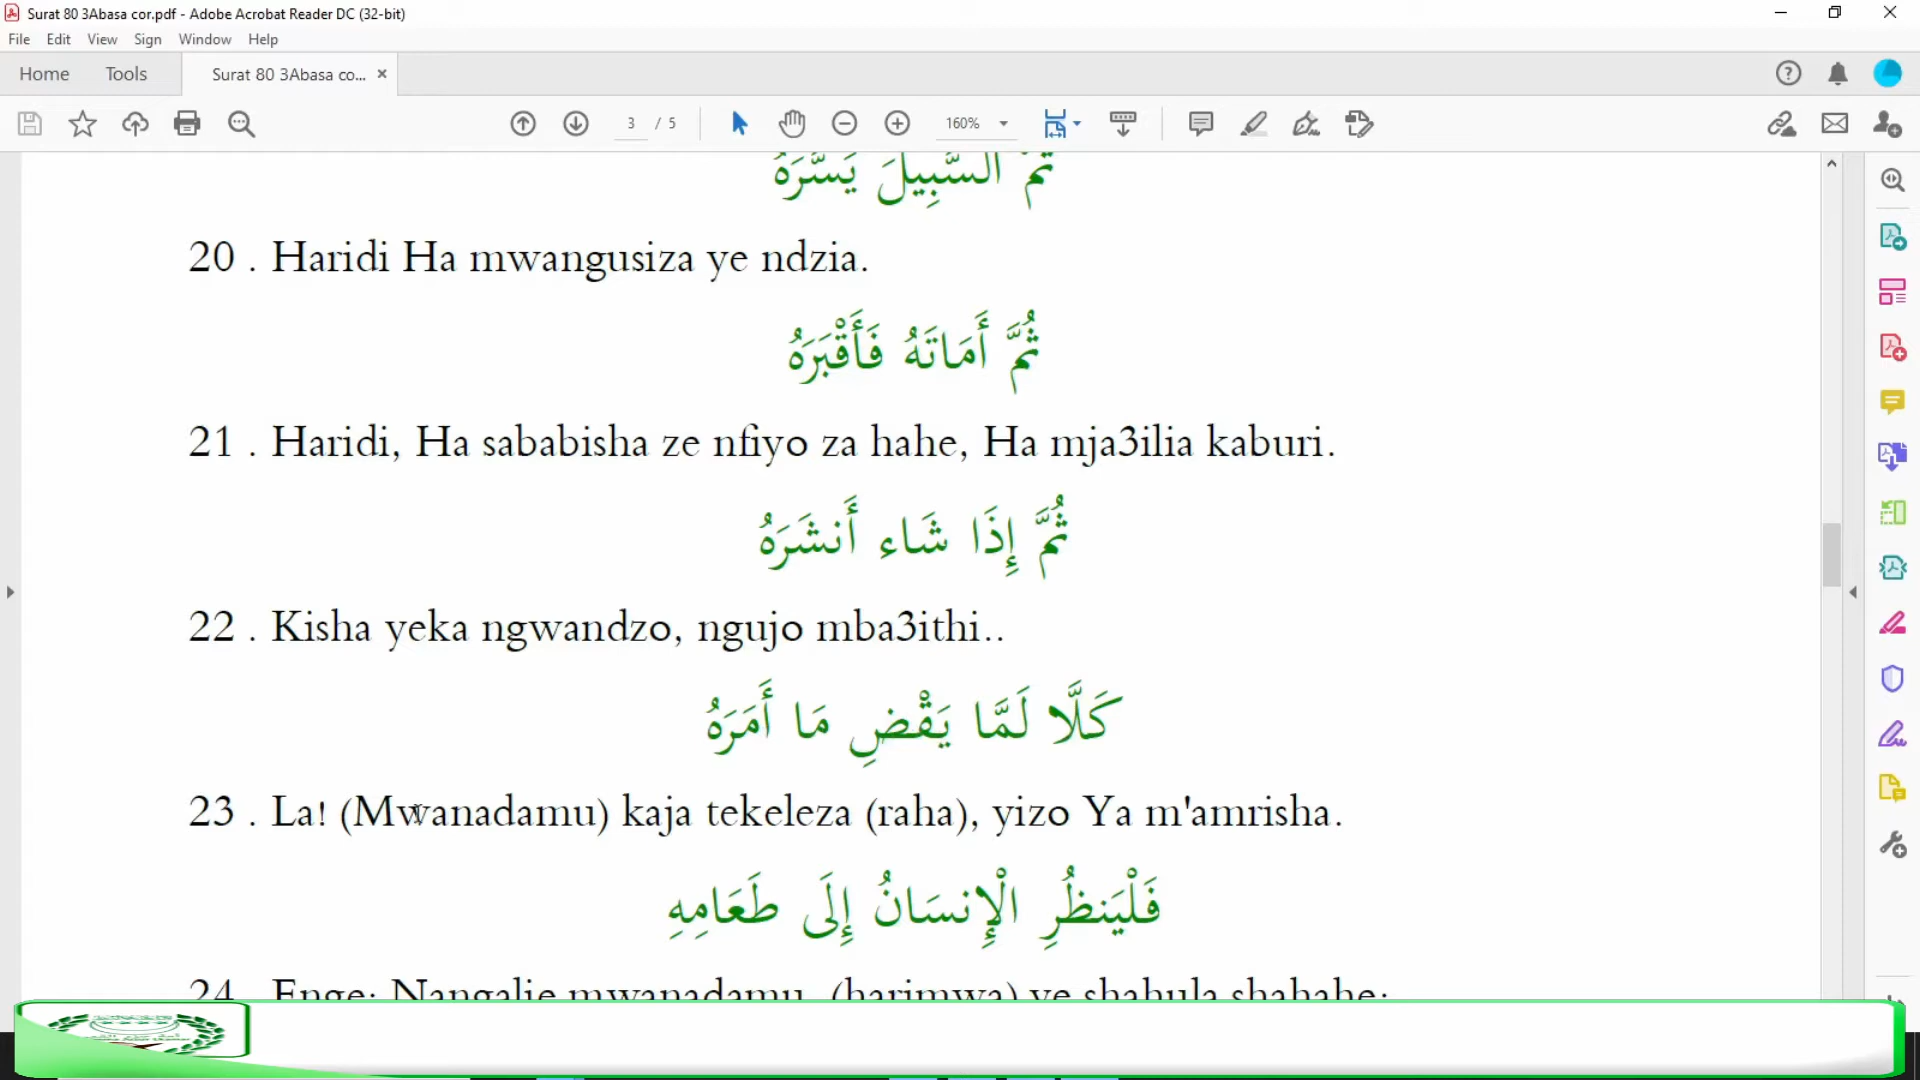 Surat 80 3Abasa cor.pdf - Adobe Acrobat Reader DC (32-bit)
File Edit View Sign Window Help
Home Tools Surat 80 3Abasa co...
3 / 5 160%
ثُمَّ السَّبِيلَ يَسَّرَهُ
20 . Haridi Ha mwangusiza ye ndzia.
ثُمَّ أَمَاتَهُ فَأَقْبَرَهُ
21 . Haridi, Ha sababisha ze nfiyo za hahe, Ha mja3ilia kaburi.
ثُمَّ إِذَا شَاء أَنشَرَهُ
22 . Kisha yeka ngwandzo, ngujo mba3ithi..
كَلَّا لَمَّا يَقْضِ مَا أَمَرَهُ
23 . La! (Mwanadamu) kaja tekeleza (raha), yizo Ya m'amrisha.
فَلْيَنظُرِ الْإِنسَانُ إِلَى طَعَامِهِ
24 . Enge: Nangalie mwanadamu, (harimwa) ye shahula shahahe;